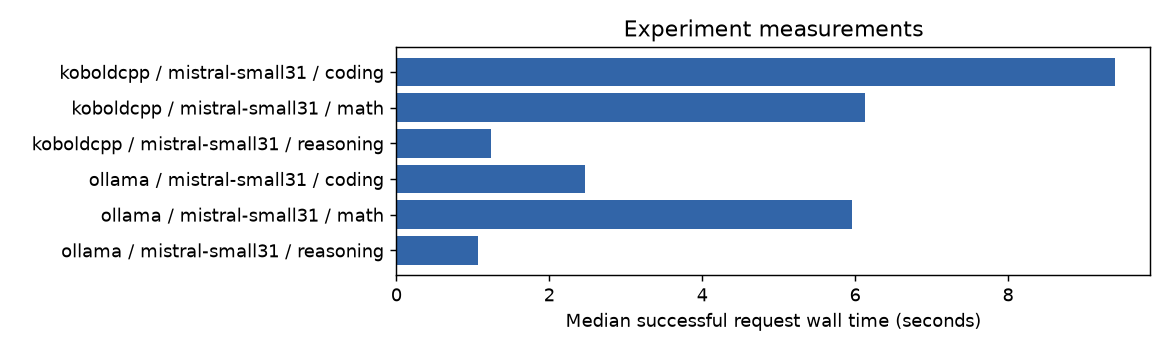 Experiment measurements
koboldcpp / mistral-small31 / coding
koboldcpp / mistral-small31 / math
koboldcpp / mistral-small31 / reasoning
ollama / mistral-small31 / coding
ollama / mistral-small31 / math
ollama / mistral-small31 / reasoning
0 2 4 6 8
Median successful request wall time (seconds)